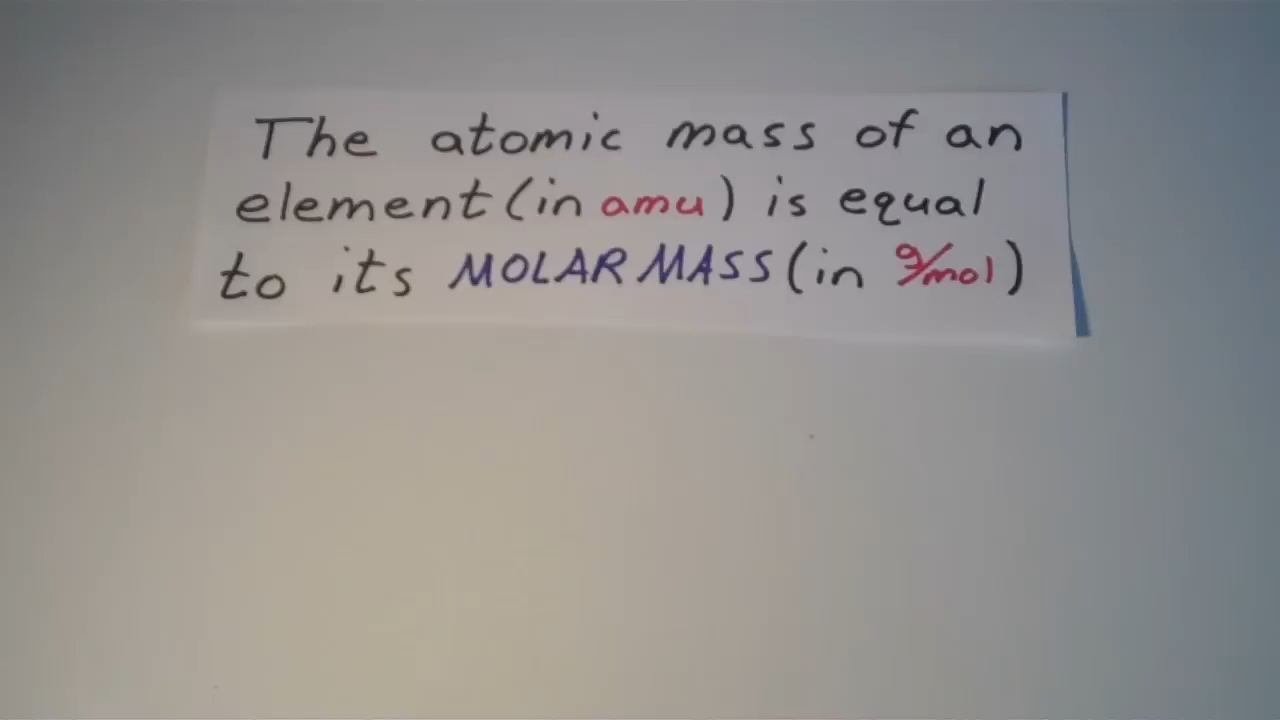 The atomic mass of an
element (in amu) is equal
to its MOLAR MASS (in g/mol)